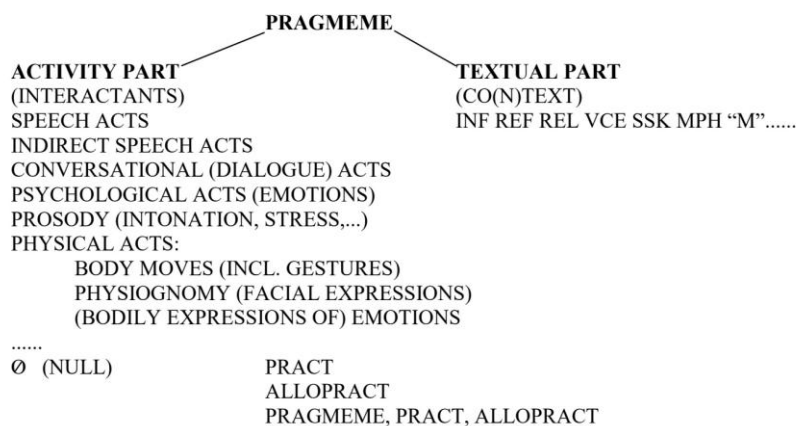 PRAGMEME
ACTIVITY PART TEXTUAL PART
(INTERACTANTS) (CO(N)TEXT)
SPEECH ACTS INF REF REL VCE SSK MPH “M”......
INDIRECT SPEECH ACTS
CONVERSATIONAL (DIALOGUE) ACTS
PSYCHOLOGICAL ACTS (EMOTIONS)
PROSODY (INTONATION, STRESS,...)
PHYSICAL ACTS:
BODY MOVES (INCL. GESTURES)
PHYSIOGNOMY (FACIAL EXPRESSIONS)
(BODILY EXPRESSIONS OF) EMOTIONS
......
Ø (NULL) PRACT
ALLOPRACT
PRAGMEME, PRACT, ALLOPRACT